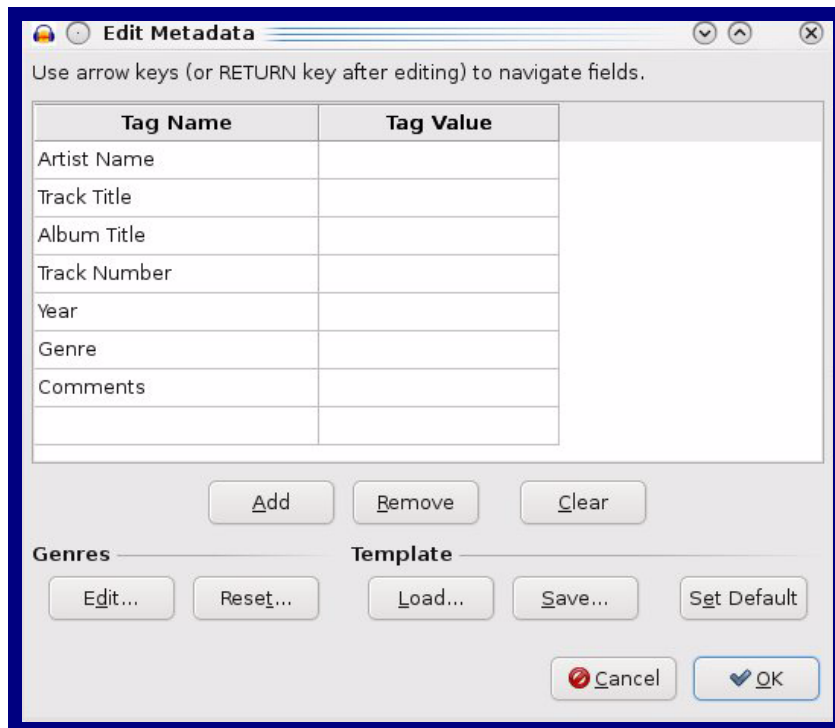 Edit Metadata
Use arrow keys (or RETURN key after editing) to navigate fields.
Tag Name Tag Value
Artist Name
Track Title
Album Title
Track Number
Year
Genre
Comments
Add Remove Clear
Genres Template
Edit... Reset... Load... Save... Set Default
Cancel OK